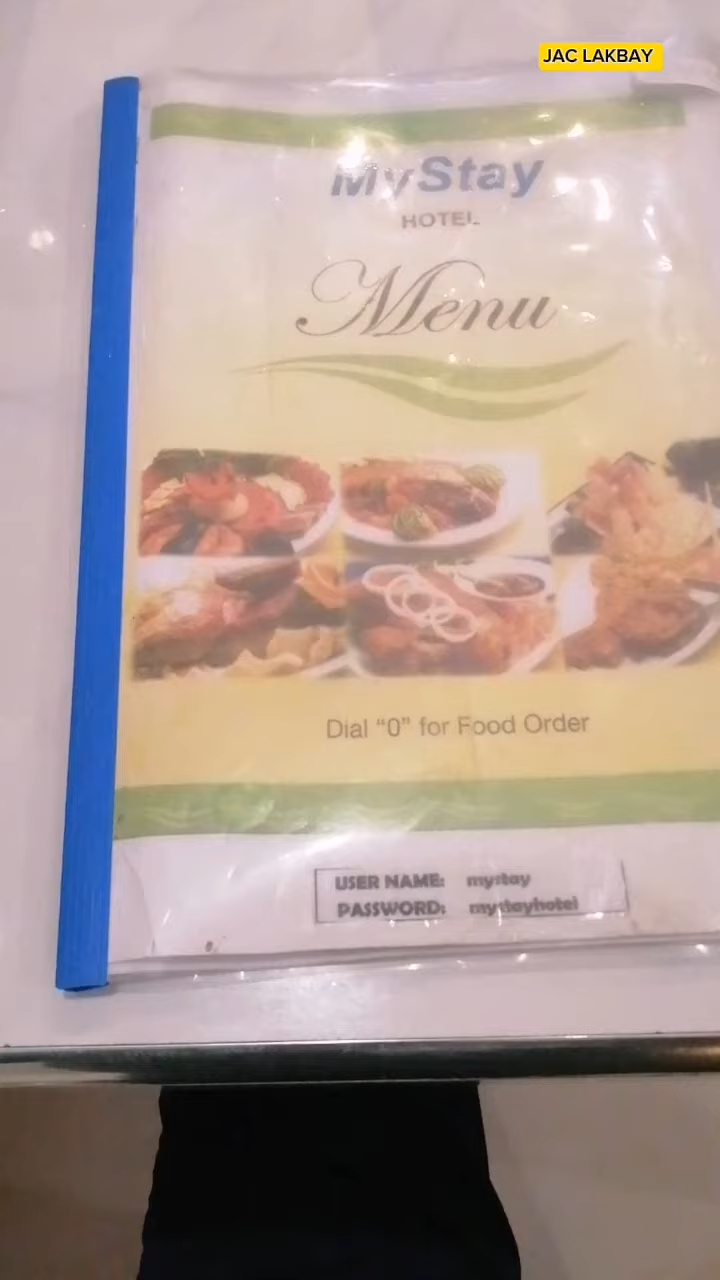 JAC LAKBAY
MyStay
HOTEL
Menu
Dial “0” for Food Order
USER NAME: mystay
PASSWORD: mystayhotel